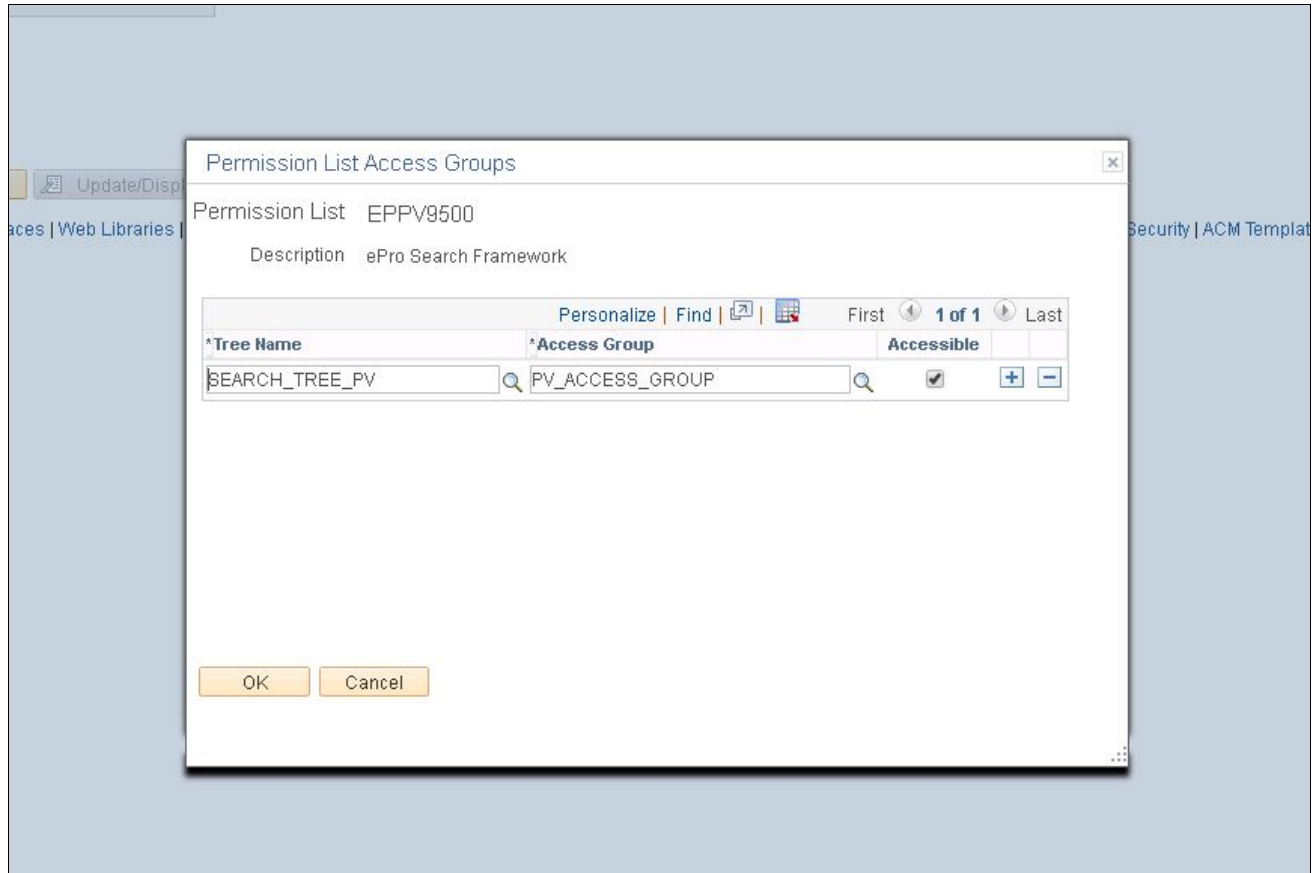 Permission List Access Groups
Update/Disp
Permission List EPPV9500
aces | Web Libraries |
Security | ACM Templat
Description ePro Search Framework
Personalize | Find | | First 1 of 1 Last
*Tree Name *Access Group Accessible
SEARCH_TREE_PV PV_ACCESS_GROUP
OK Cancel